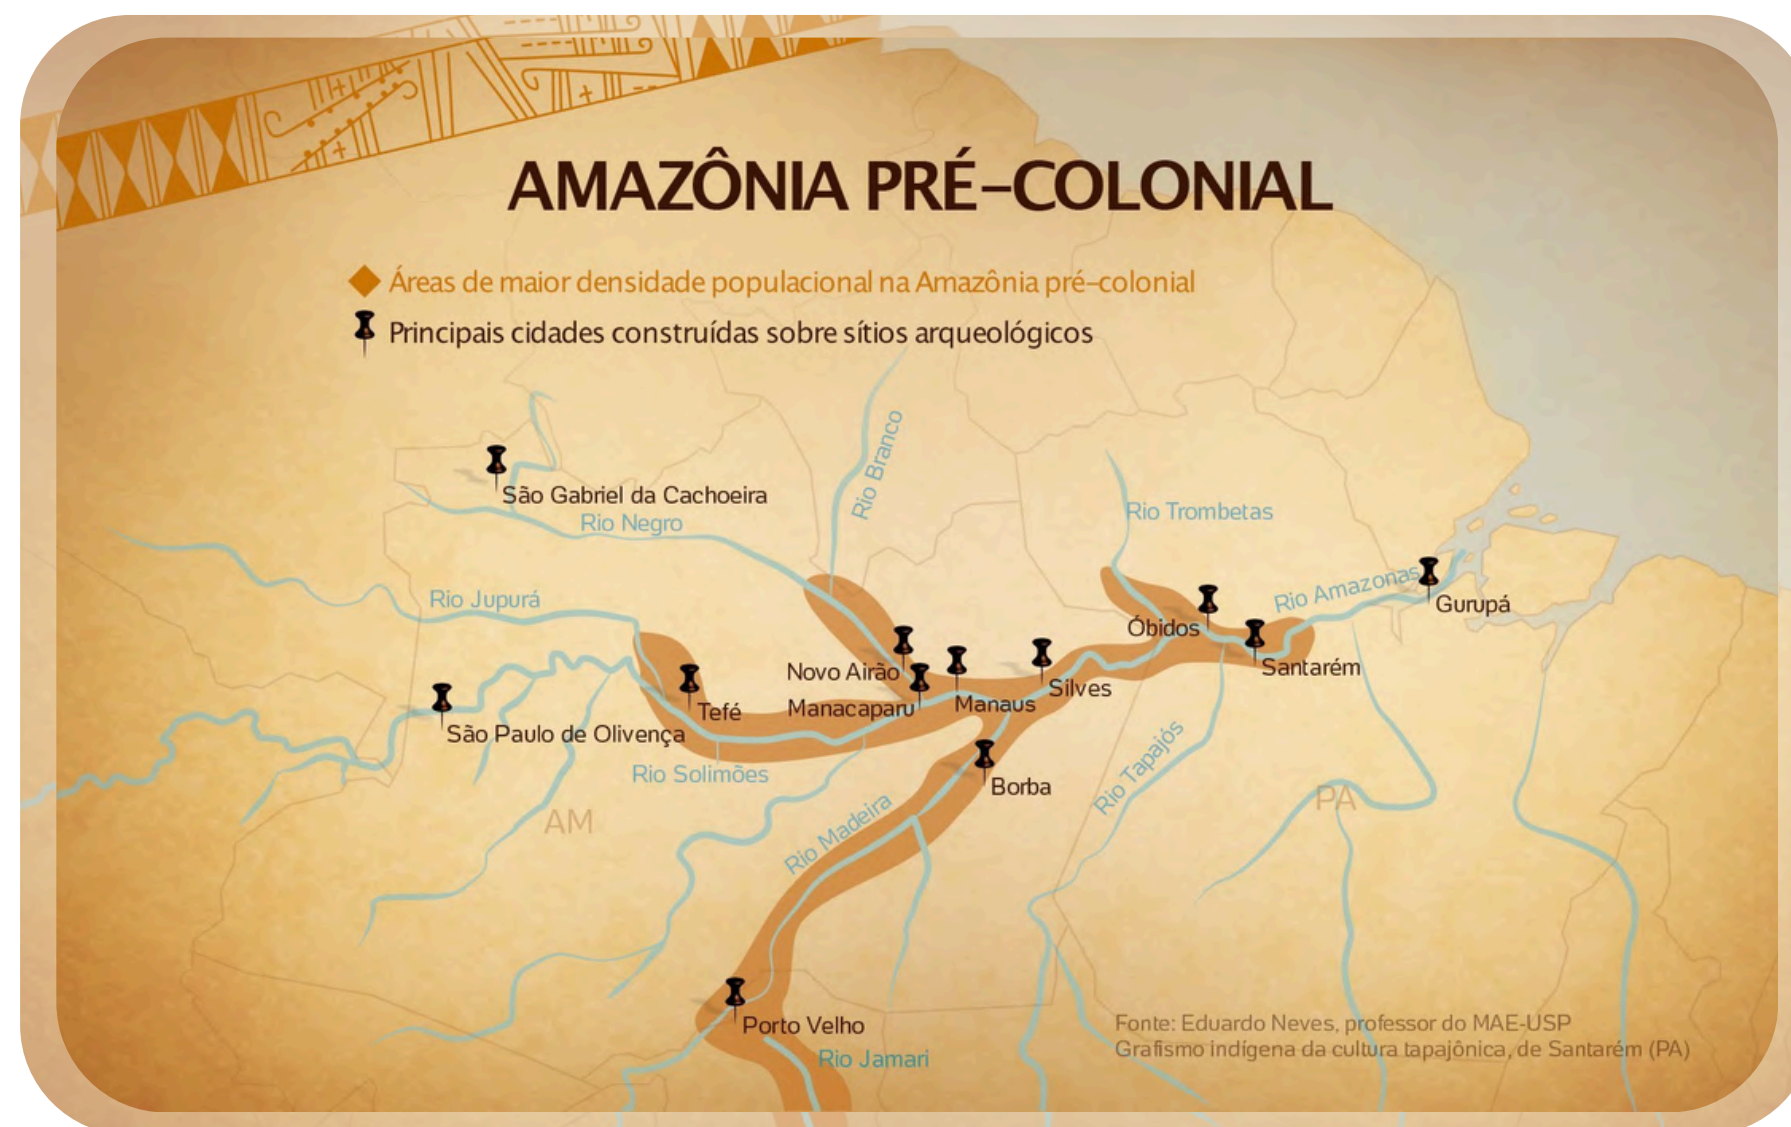 AMAZÔNIA PRÉ-COLONIAL
Áreas de maior densidade populacional na Amazônia pré-colonial
Principais cidades construídas sobre sítios arqueológicos
Rio Branco
São Gabriel da Cachoeira
Rio Negro
Rio Trombetas
Rio Jupurá
Rio Amazonas
Gurupá
Óbidos
Santarém
Novo Airão
Manacaparu
Manaus
Silves
Tefé
São Paulo de Olivença
Rio Solimões
Borba
Rio Tapajós
PA
AM
Rio Madeira
Porto Velho
Rio Jamari
Fonte: Eduardo Neves, professor do MAE-USP
Grafismo indígena da cultura tapajônica, de Santarém (PA)